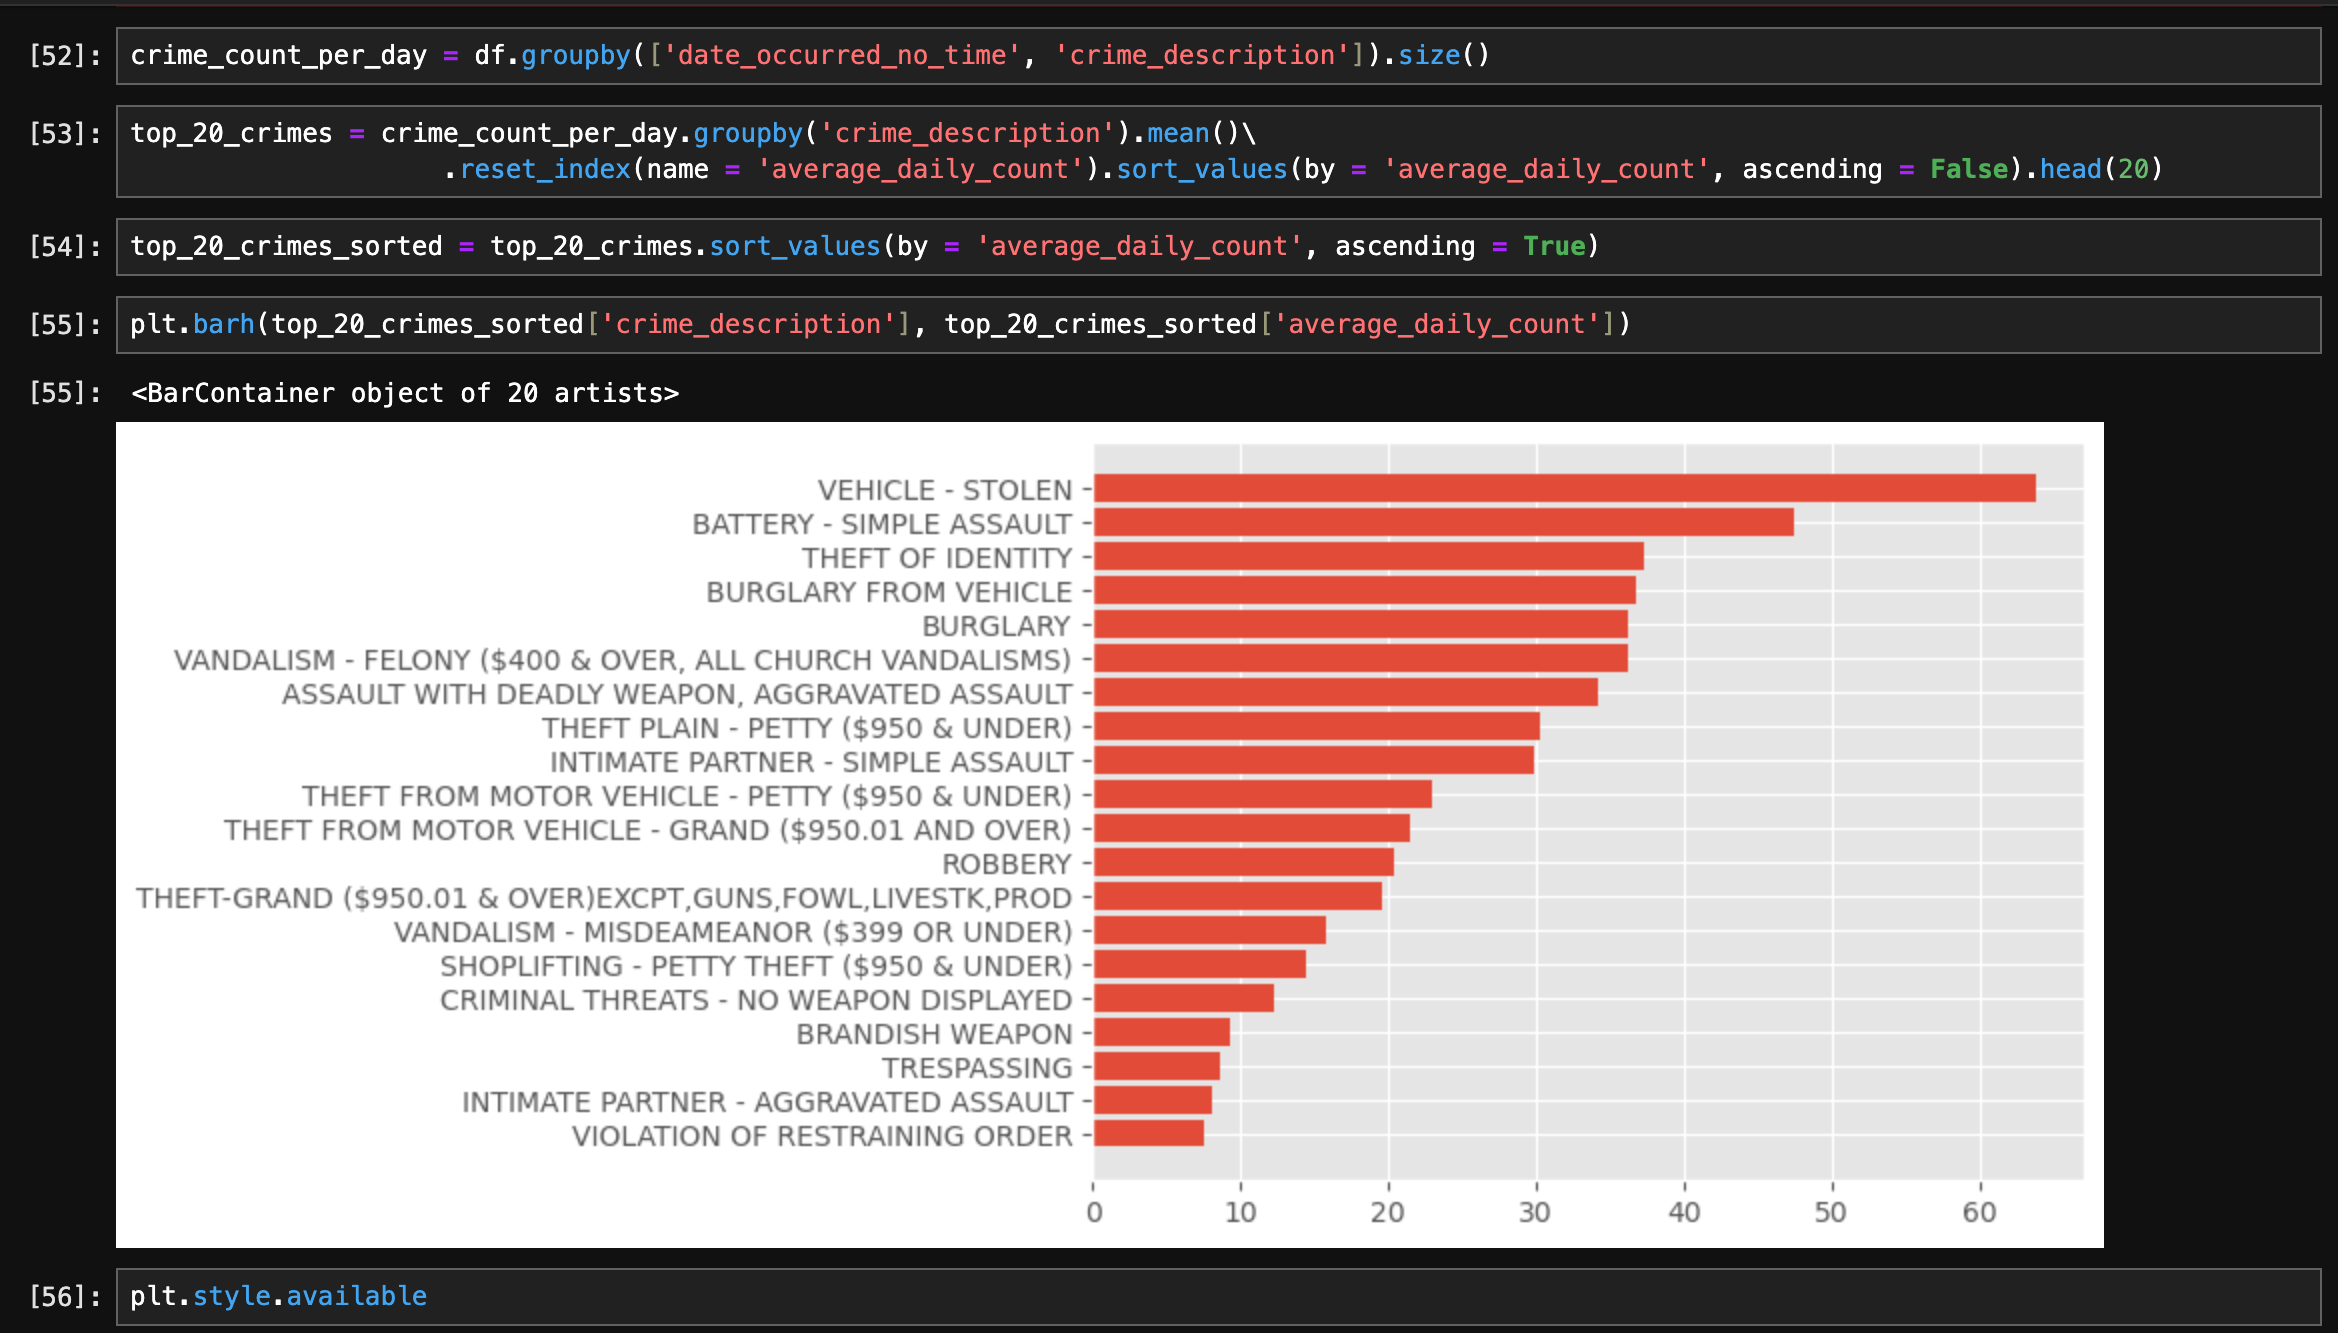 [52]: crime_count_per_day = df.groupby(['date_occurred_no_time', 'crime_description']).size()
[53]: top_20_crimes = crime_count_per_day.groupby('crime_description').mean()\
.reset_index(name = 'average_daily_count').sort_values(by = 'average_daily_count', ascending = False).head(20)
[54]: top_20_crimes_sorted = top_20_crimes.sort_values(by = 'average_daily_count', ascending = True)
[55]: plt.barh(top_20_crimes_sorted['crime_description'], top_20_crimes_sorted['average_daily_count'])
[55]: <BarContainer object of 20 artists>
VEHICLE - STOLEN
BATTERY - SIMPLE ASSAULT
THEFT OF IDENTITY
BURGLARY FROM VEHICLE
BURGLARY
VANDALISM - FELONY ($400 & OVER, ALL CHURCH VANDALISMS)
ASSAULT WITH DEADLY WEAPON, AGGRAVATED ASSAULT
THEFT PLAIN - PETTY ($950 & UNDER)
INTIMATE PARTNER - SIMPLE ASSAULT
THEFT FROM MOTOR VEHICLE - PETTY ($950 & UNDER)
THEFT FROM MOTOR VEHICLE - GRAND ($950.01 AND OVER)
ROBBERY
THEFT-GRAND ($950.01 & OVER)EXCPT,GUNS,FOWL,LIVESTK,PROD
VANDALISM - MISDEAMEANOR ($399 OR UNDER)
SHOPLIFTING - PETTY THEFT ($950 & UNDER)
CRIMINAL THREATS - NO WEAPON DISPLAYED
BRANDISH WEAPON
TRESPASSING
INTIMATE PARTNER - AGGRAVATED ASSAULT
VIOLATION OF RESTRAINING ORDER
0 10 20 30 40 50 60
[56]: plt.style.available